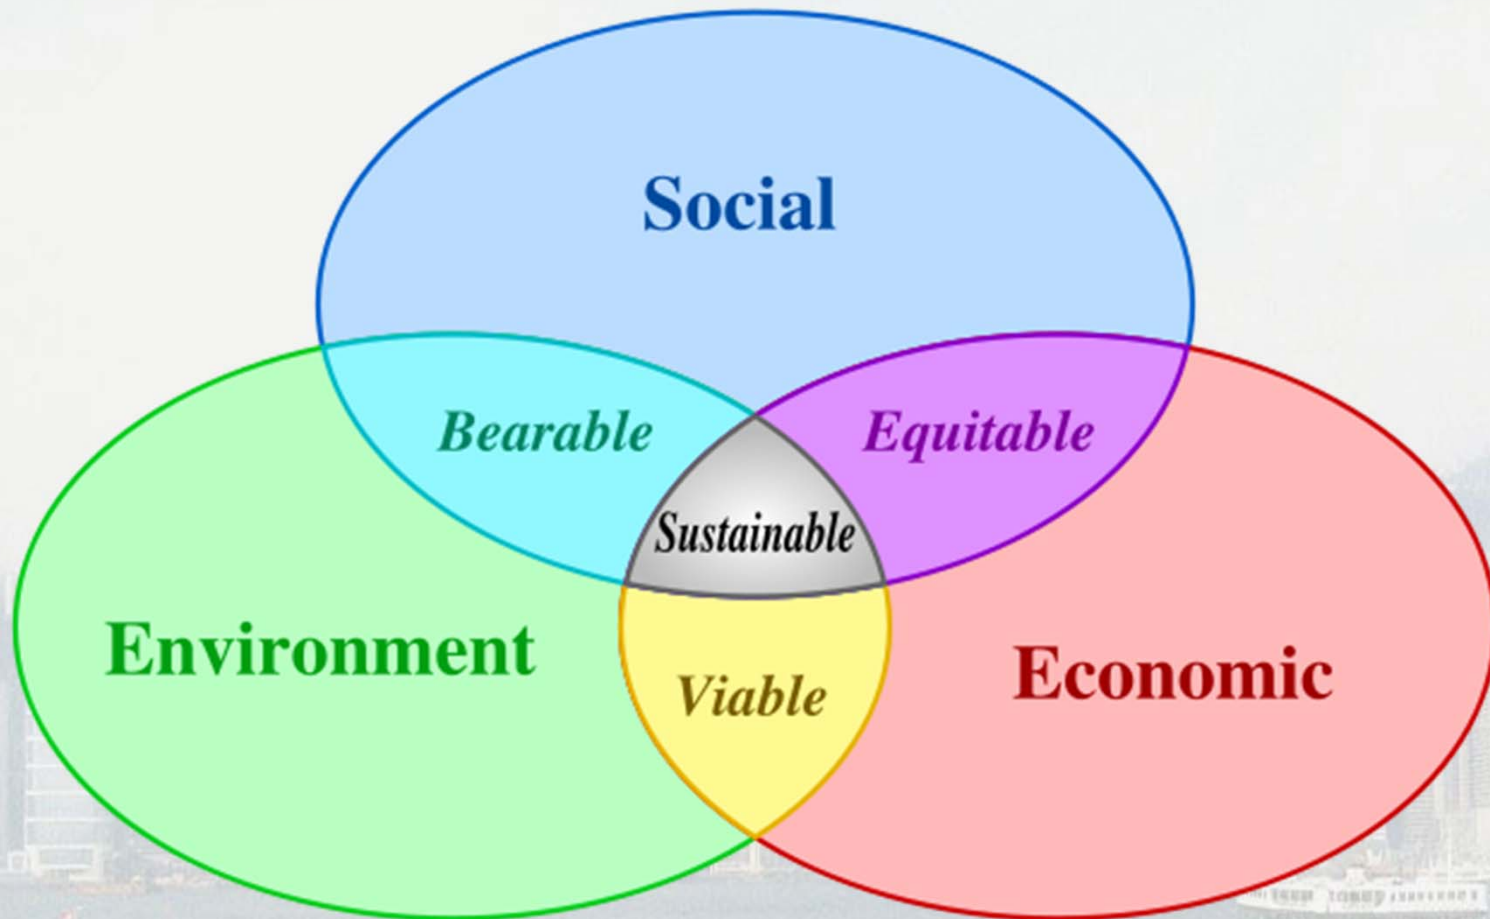 Social
Bearable
Equitable
Sustainable
Environment
Economic
Viable